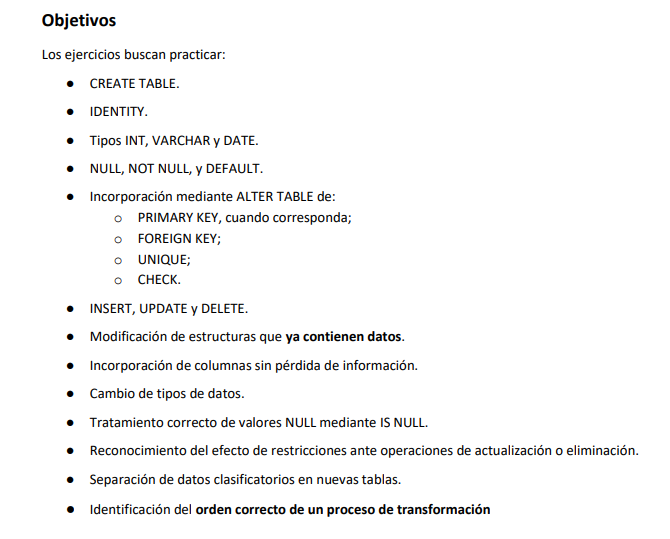 Objetivos
Los ejercicios buscan practicar:
● CREATE TABLE.
● IDENTITY.
● Tipos INT, VARCHAR y DATE.
● NULL, NOT NULL, y DEFAULT.
● Incorporación mediante ALTER TABLE de:
○ PRIMARY KEY, cuando corresponda;
○ FOREIGN KEY;
○ UNIQUE;
○ CHECK.
● INSERT, UPDATE y DELETE.
● Modificación de estructuras que ya contienen datos.
● Incorporación de columnas sin pérdida de información.
● Cambio de tipos de datos.
● Tratamiento correcto de valores NULL mediante IS NULL.
● Reconocimiento del efecto de restricciones ante operaciones de actualización o eliminación.
● Separación de datos clasificatorios en nuevas tablas.
● Identificación del orden correcto de un proceso de transformación